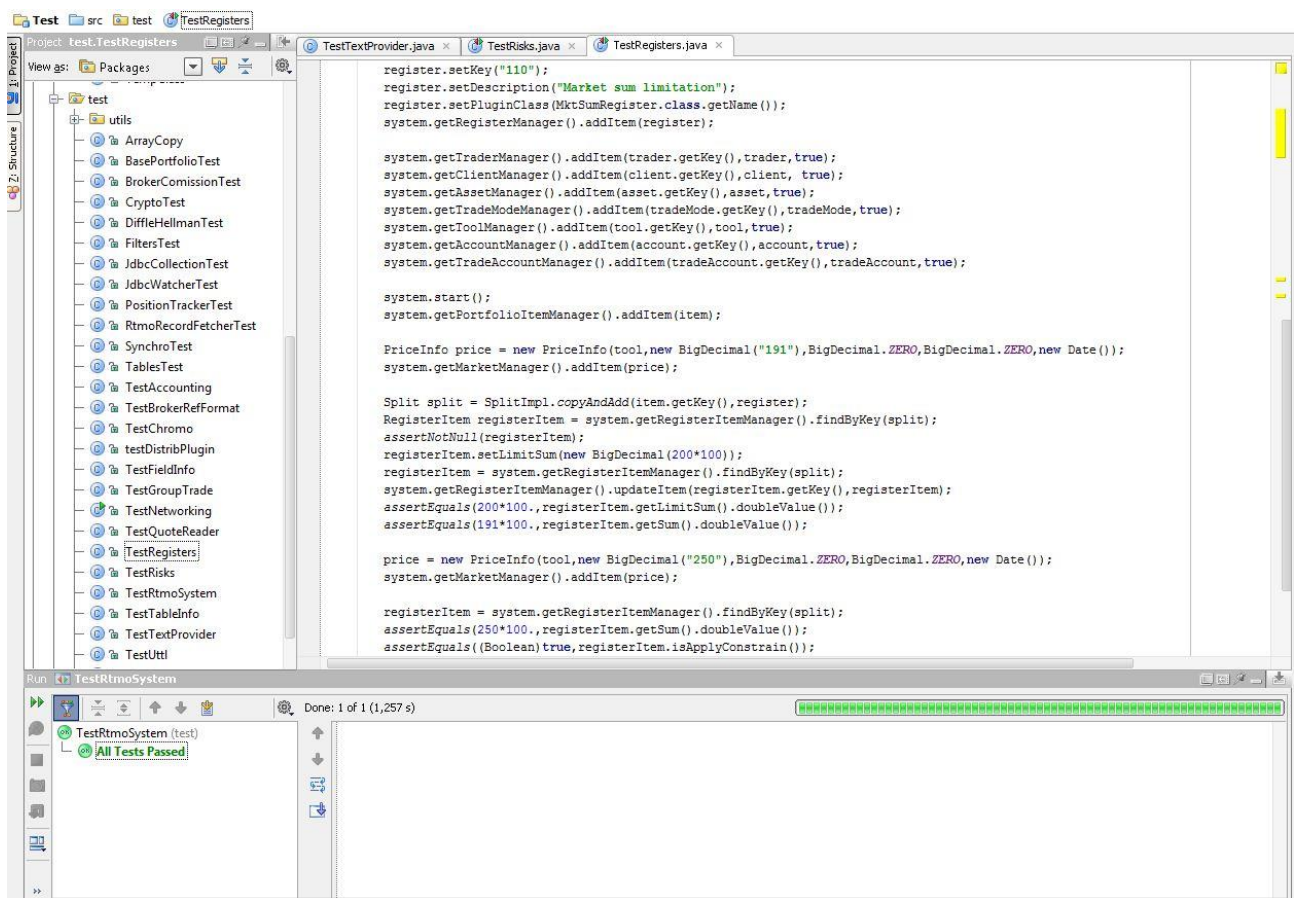 Test src test TestRegisters
Project test.TestRegisters
TestTextProvider.java × TestRisks.java × TestRegisters.java ×
1: Project
Z: Structure
View as: Packages
test
utils
ArrayCopy
BasePortfolioTest
BrokerComissionTest
CryptoTest
DiffleHellmanTest
FiltersTest
JdbcCollectionTest
JdbcWatcherTest
PositionTrackerTest
RtmoRecordFetcherTest
SynchroTest
TablesTest
TestAccounting
TestBrokerRefFormat
TestChromo
testDistribPlugin
TestFieldInfo
TestGroupTrade
TestNetworking
TestQuoteReader
TestRegisters
TestRisks
TestRtmoSystem
TestTableInfo
TestTextProvider
TestUttl
register.setKey("110");
register.setDescription("Market sum limitation");
register.setPluginClass(MktSumRegister.class.getName());
system.getRegisterManager().addItem(register);
system.getTraderManager().addItem(trader.getKey(),trader,true);
system.getClientManager().addItem(client.getKey(),client, true);
system.getAssetManager().addItem(asset.getKey(),asset,true);
system.getTradeModeManager().addItem(tradeMode.getKey(),tradeMode,true);
system.getToolManager().addItem(tool.getKey(),tool,true);
system.getAccountManager().addItem(account.getKey(),account,true);
system.getTradeAccountManager().addItem(tradeAccount.getKey(),tradeAccount,true);
system.start();
system.getPortfolioItemManager().addItem(item);
PriceInfo price = new PriceInfo(tool,new BigDecimal("191"),BigDecimal.ZERO,BigDecimal.ZERO,new Date());
system.getMarketManager().addItem(price);
Split split = SplitImpl.copyAndAdd(item.getKey(),register);
RegisterItem registerItem = system.getRegisterItemManager().findByKey(split);
assertNotNull(registerItem);
registerItem.setLimitSum(new BigDecimal(200*100));
registerItem = system.getRegisterItemManager().findByKey(split);
system.getRegisterItemManager().updateItem(registerItem.getKey(),registerItem);
assertEquals(200*100.,registerItem.getLimitSum().doubleValue());
assertEquals(191*100.,registerItem.getSum().doubleValue());
price = new PriceInfo(tool,new BigDecimal("250"),BigDecimal.ZERO,BigDecimal.ZERO,new Date());
system.getMarketManager().addItem(price);
registerItem = system.getRegisterItemManager().findByKey(split);
assertEquals(250*100.,registerItem.getSum().doubleValue());
assertEquals((Boolean)true,registerItem.isApplyConstrain());
Run TestRtmoSystem
Done: 1 of 1 (1,257 s)
TestRtmoSystem (test)
All Tests Passed